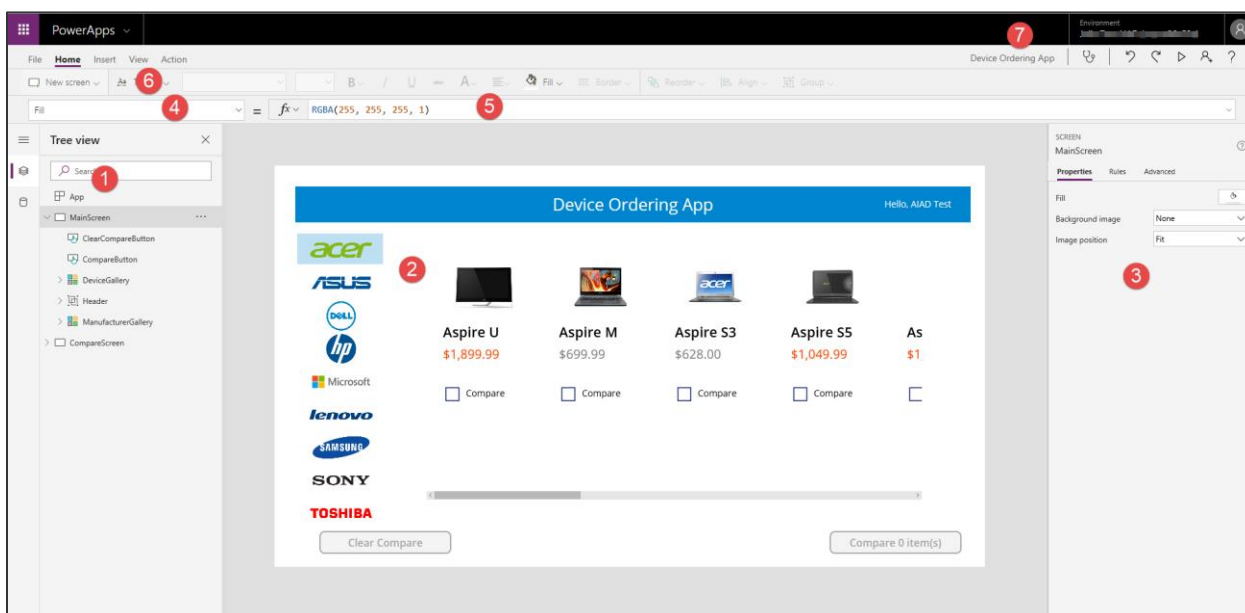 PowerApps
Environment
7
File Home Insert View Action
Device Ordering App
?
New screen
6
B / U A Fill Border Reorder Align Group
Fill
4
= fx RGBA(255, 255, 255, 1)
5
Tree view
Search
1
App
MainScreen
ClearCompareButton
CompareButton
DeviceGallery
Header
ManufacturerGallery
CompareScreen
Device Ordering App
Hello, AIAD Test
acer
ASUS
DELL
hp
Microsoft
lenovo
SAMSUNG
SONY
TOSHIBA
2
acer
Aspire U Aspire M Aspire S3 Aspire S5 As
$1,899.99 $699.99 $628.00 $1,049.99 $1
Compare Compare Compare Compare
Clear Compare
Compare 0 item(s)
SCREEN
MainScreen
?
Properties Rules Advanced
Fill
Background image None
Image position Fit
3